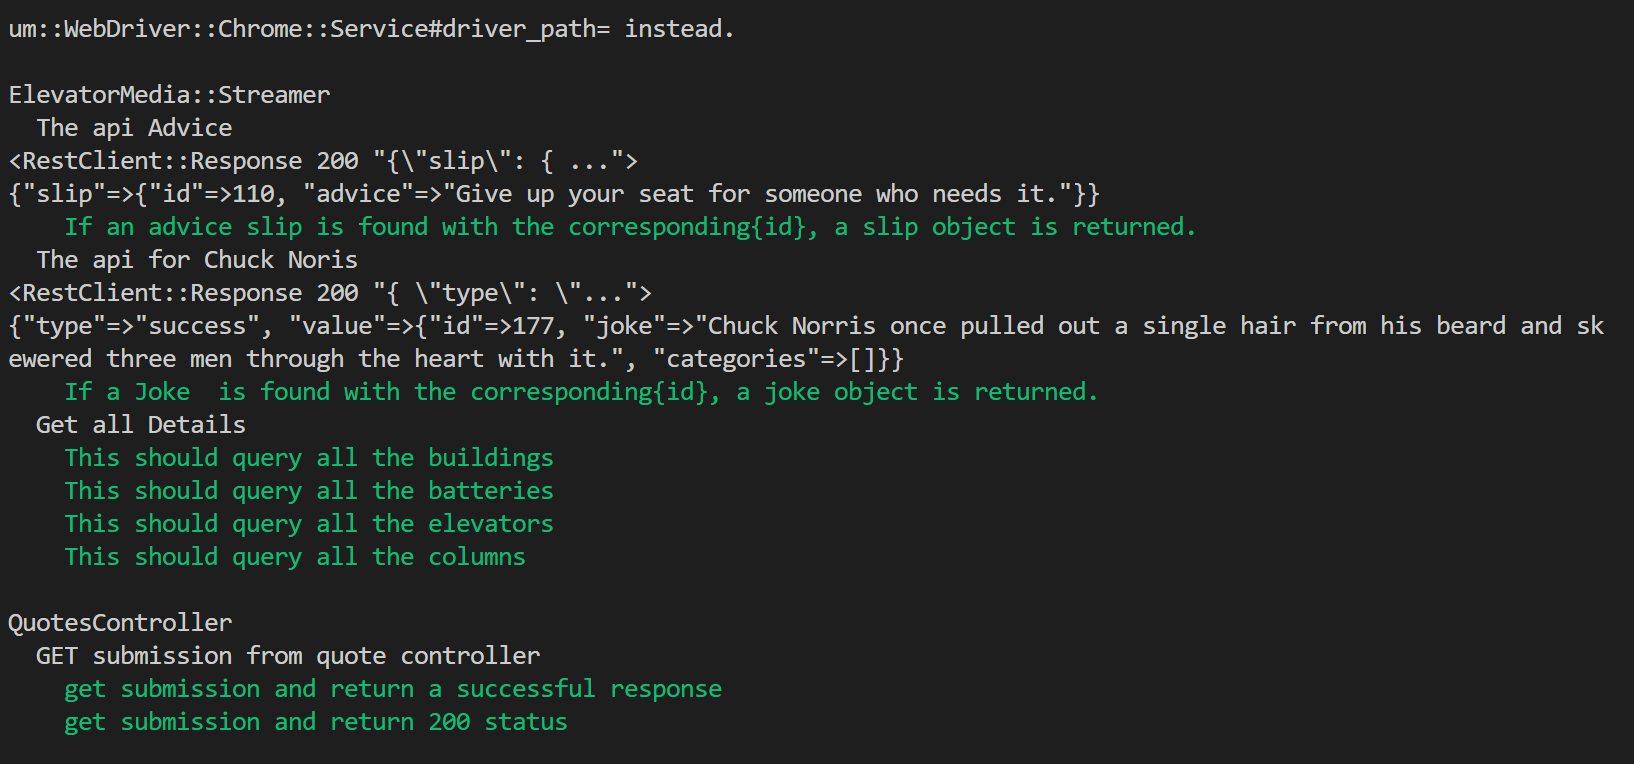 um::WebDriver::Chrome::Service#driver_path= instead.
ElevatorMedia::Streamer
The api Advice
<RestClient::Response 200 "{\"slip\": { ...">
{"slip"=>{"id"=>110, "advice"=>"Give up your seat for someone who needs it."}}
If an advice slip is found with the corresponding{id}, a slip object is returned.
The api for Chuck Noris
<RestClient::Response 200 "{ \"type\": \"...">
{"type"=>"success", "value"=>{"id"=>177, "joke"=>"Chuck Norris once pulled out a single hair from his beard and sk
ewered three men through the heart with it.", "categories"=>[]}}
If a Joke  is found with the corresponding{id}, a joke object is returned.
Get all Details
This should query all the buildings
This should query all the batteries
This should query all the elevators
This should query all the columns
QuotesController
GET submission from quote controller
get submission and return a successful response
get submission and return 200 status